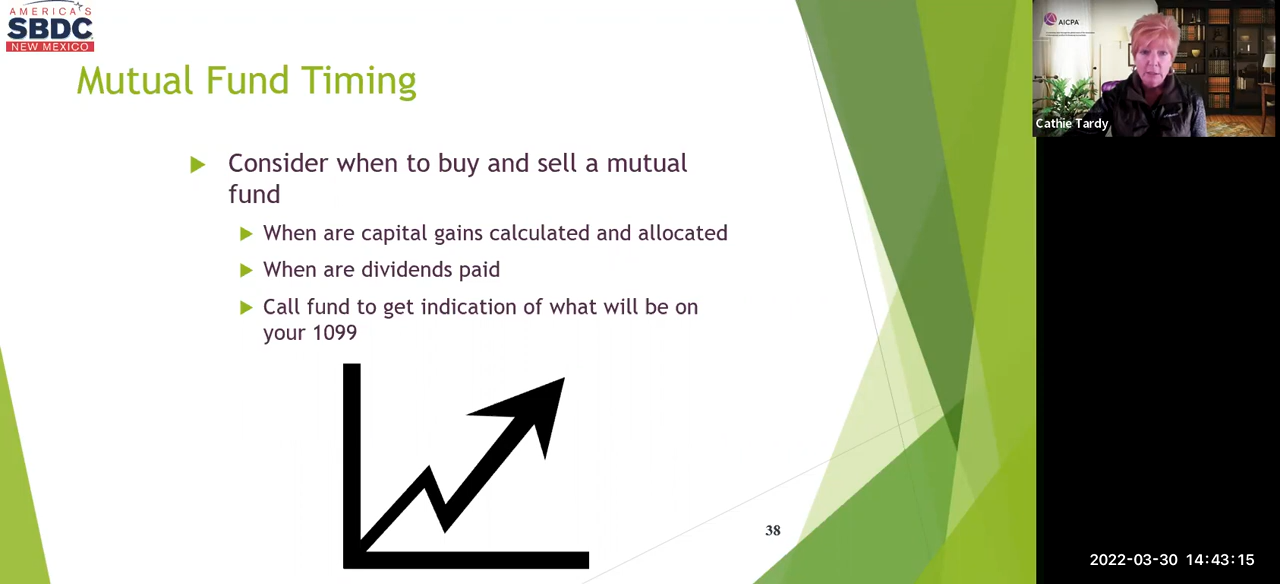 AMERICA'S
SBDC
NEW MEXICO
Mutual Fund Timing
Consider when to buy and sell a mutual
fund
When are capital gains calculated and allocated
When are dividends paid
Call fund to get indication of what will be on
your 1099
38
AICPA
Cathie Tardy
2022-03-30 14:43:15